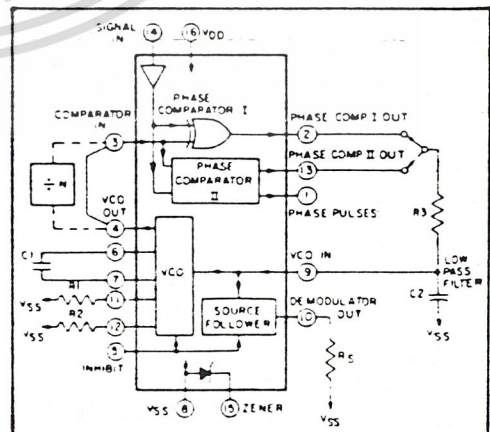 SIGNAL IN
14
16 VDD
PHASE COMPARATOR I
COMPARATOR IN
3
PHASE COMP I OUT
2
PHASE COMP II OUT
13
PHASE COMPARATOR II
1
PHASE PULSES
÷ N
VCO OUT
4
R3
6
C1
7
VCO
VCO IN
9
LOW PASS FILTER
R1
VSS
11
R2
VSS
12
SOURCE FOLLOWER
DEMODULATOR OUT
10
C2
VSS
5
INHIBIT
RS
VSS
8
15 ZENER
VSS